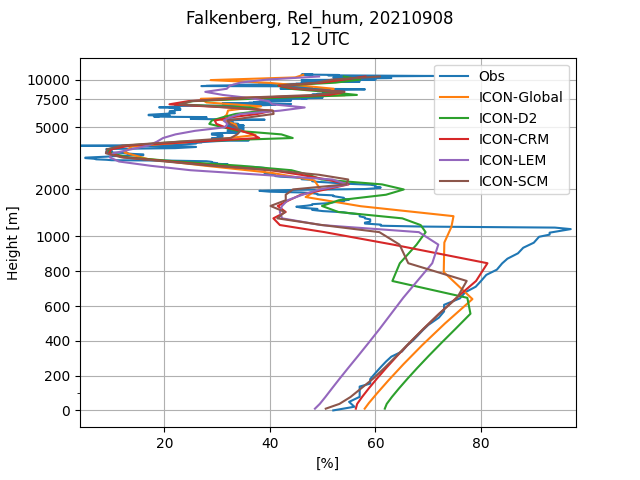 Falkenberg, Rel_hum, 20210908
12 UTC
Obs
ICON-Global
ICON-D2
ICON-CRM
ICON-LEM
ICON-SCM
10000
7500
5000
2000
1000
800
600
400
200
0
Height [m]
20 40 60 80
[%]